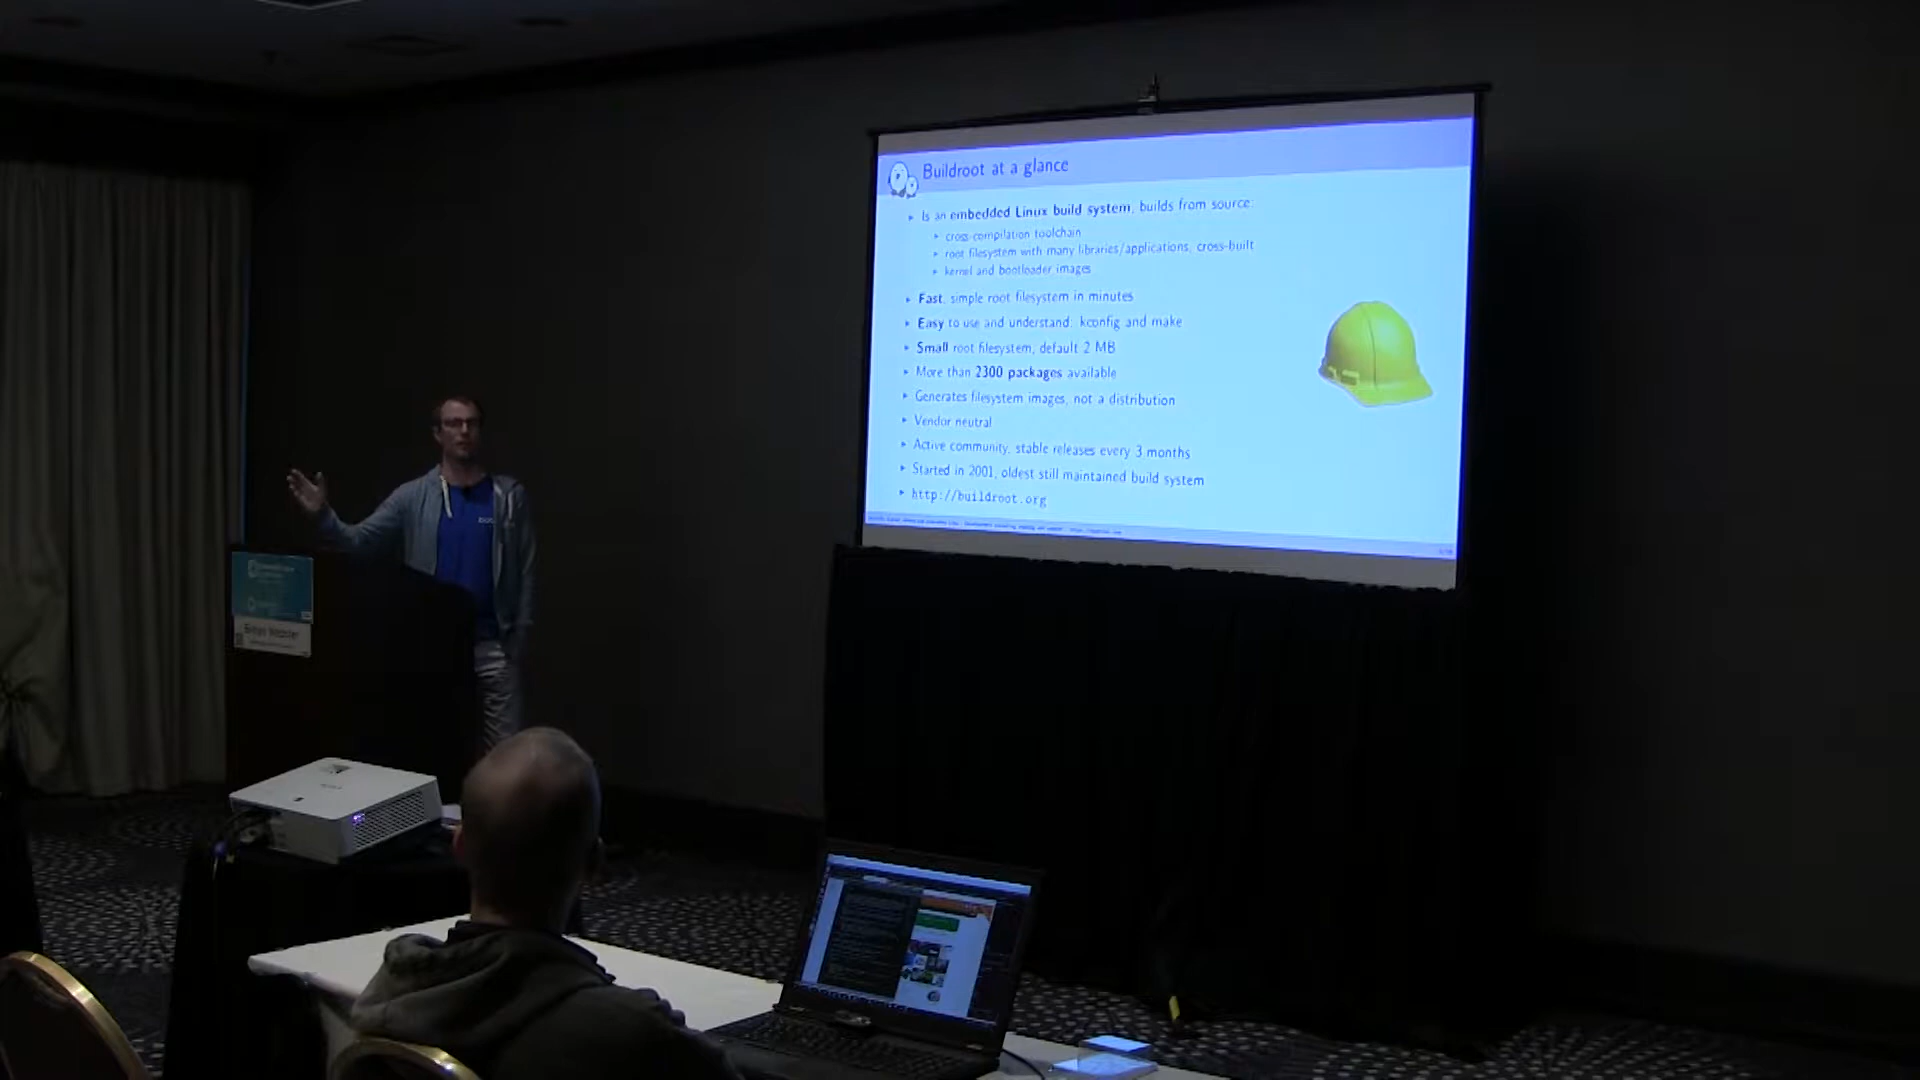 Buildroot at a glance
Is an embedded Linux build system, builds from source:
cross-compilation toolchain
root filesystem with many libraries/applications, cross-built
kernel and bootloader images
Fast, simple root filesystem in minutes
Easy to use and understand: kconfig and make
Small root filesystem, default 2 MB
More than 2300 packages available
Generates filesystem images, not a distribution
Vendor neutral
Active community, stable releases every 3 months
Started in 2001, oldest still maintained build system
http://buildroot.org